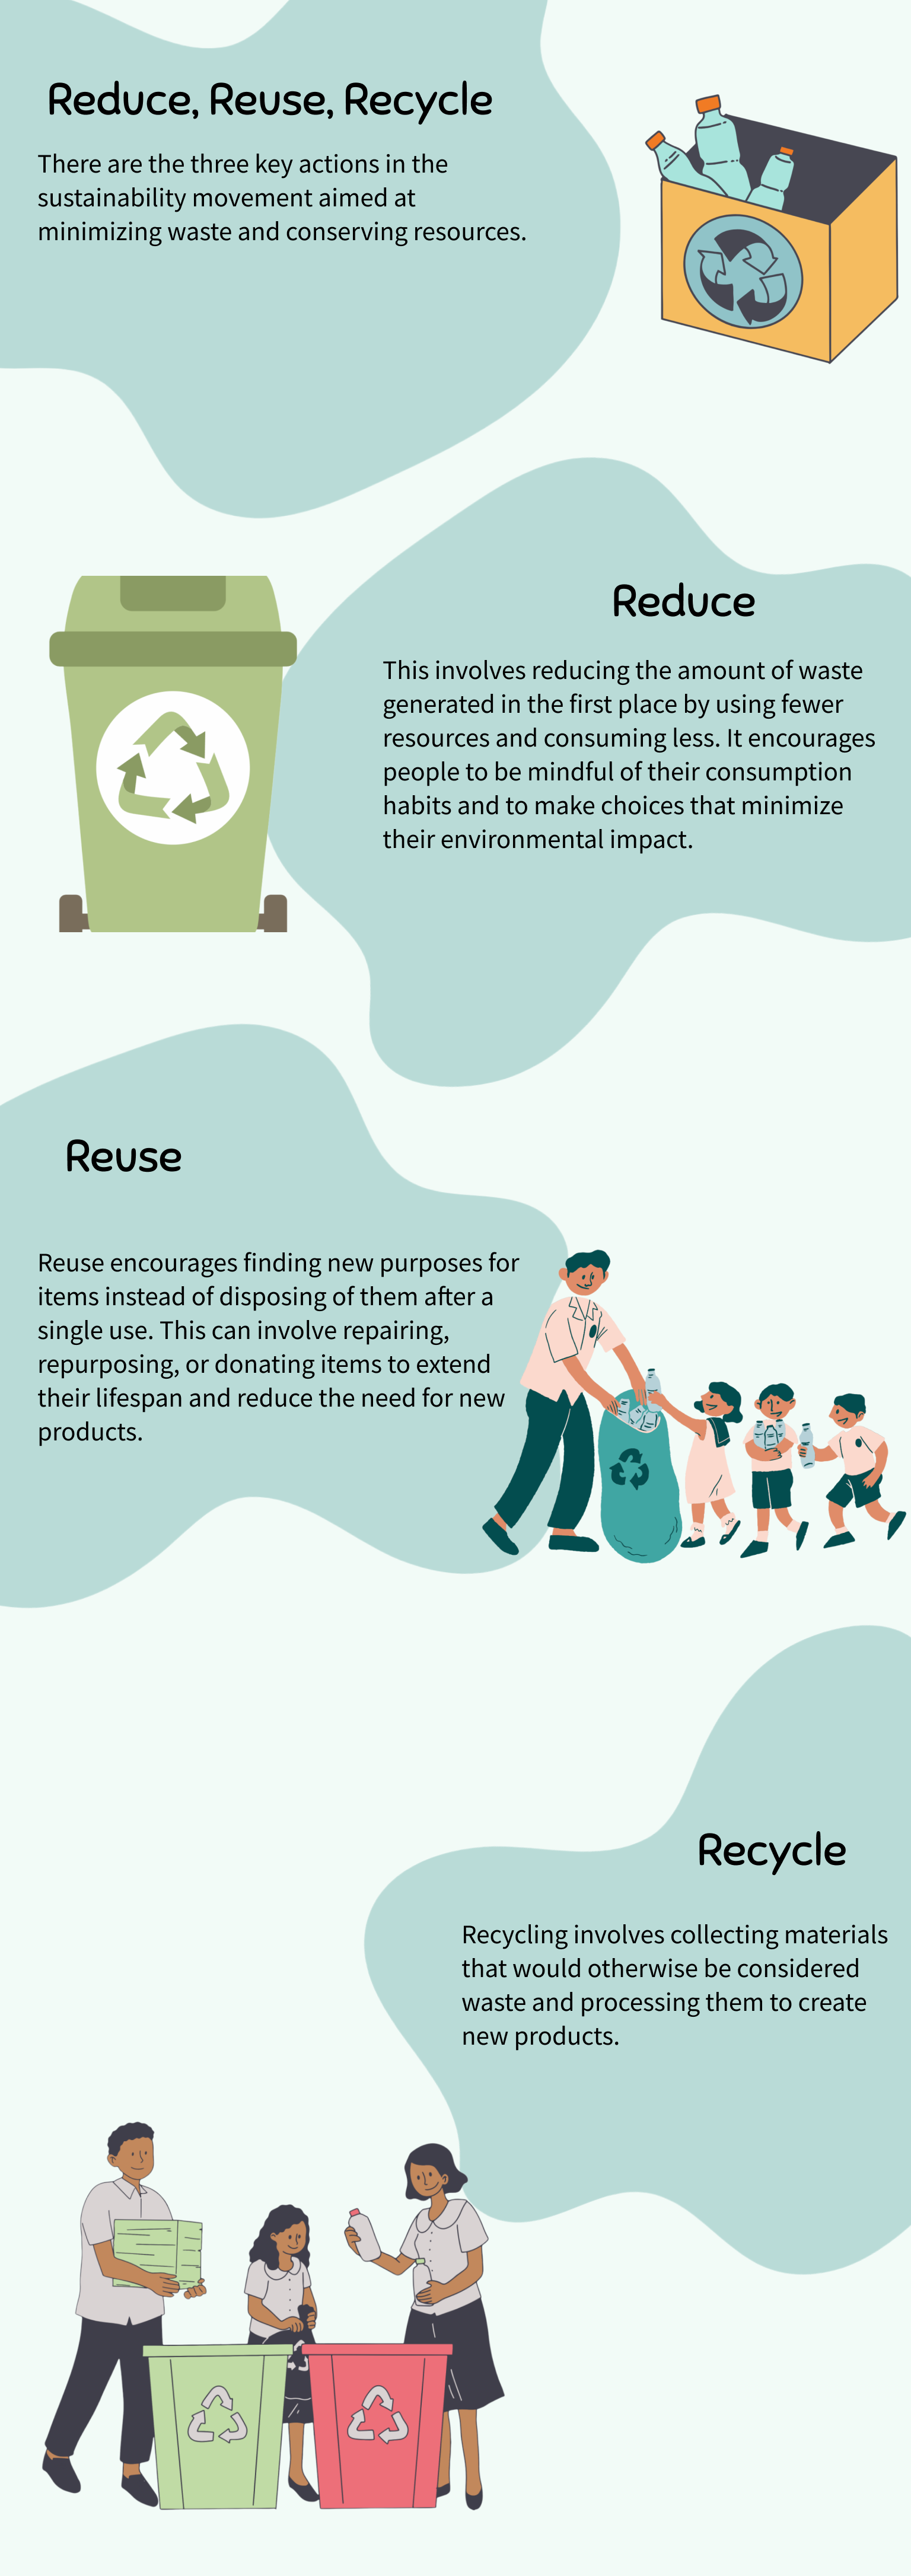 Reduce, Reuse, Recycle
There are the three key actions in the
sustainability movement aimed at
minimizing waste and conserving resources.
Reduce
This involves reducing the amount of waste
generated in the first place by using fewer
resources and consuming less. It encourages
people to be mindful of their consumption
habits and to make choices that minimize
their environmental impact.
Reuse
Reuse encourages finding new purposes for
items instead of disposing of them after a
single use. This can involve repairing,
repurposing, or donating items to extend
their lifespan and reduce the need for new
products.
Recycle
Recycling involves collecting materials
that would otherwise be considered
waste and processing them to create
new products.